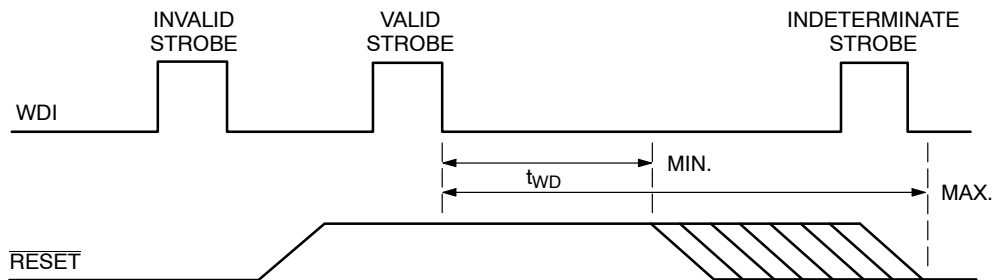 INVALID
STROBE
VALID
STROBE
INDETERMINATE
STROBE
WDI
tWD
MIN.
MAX.
RESET